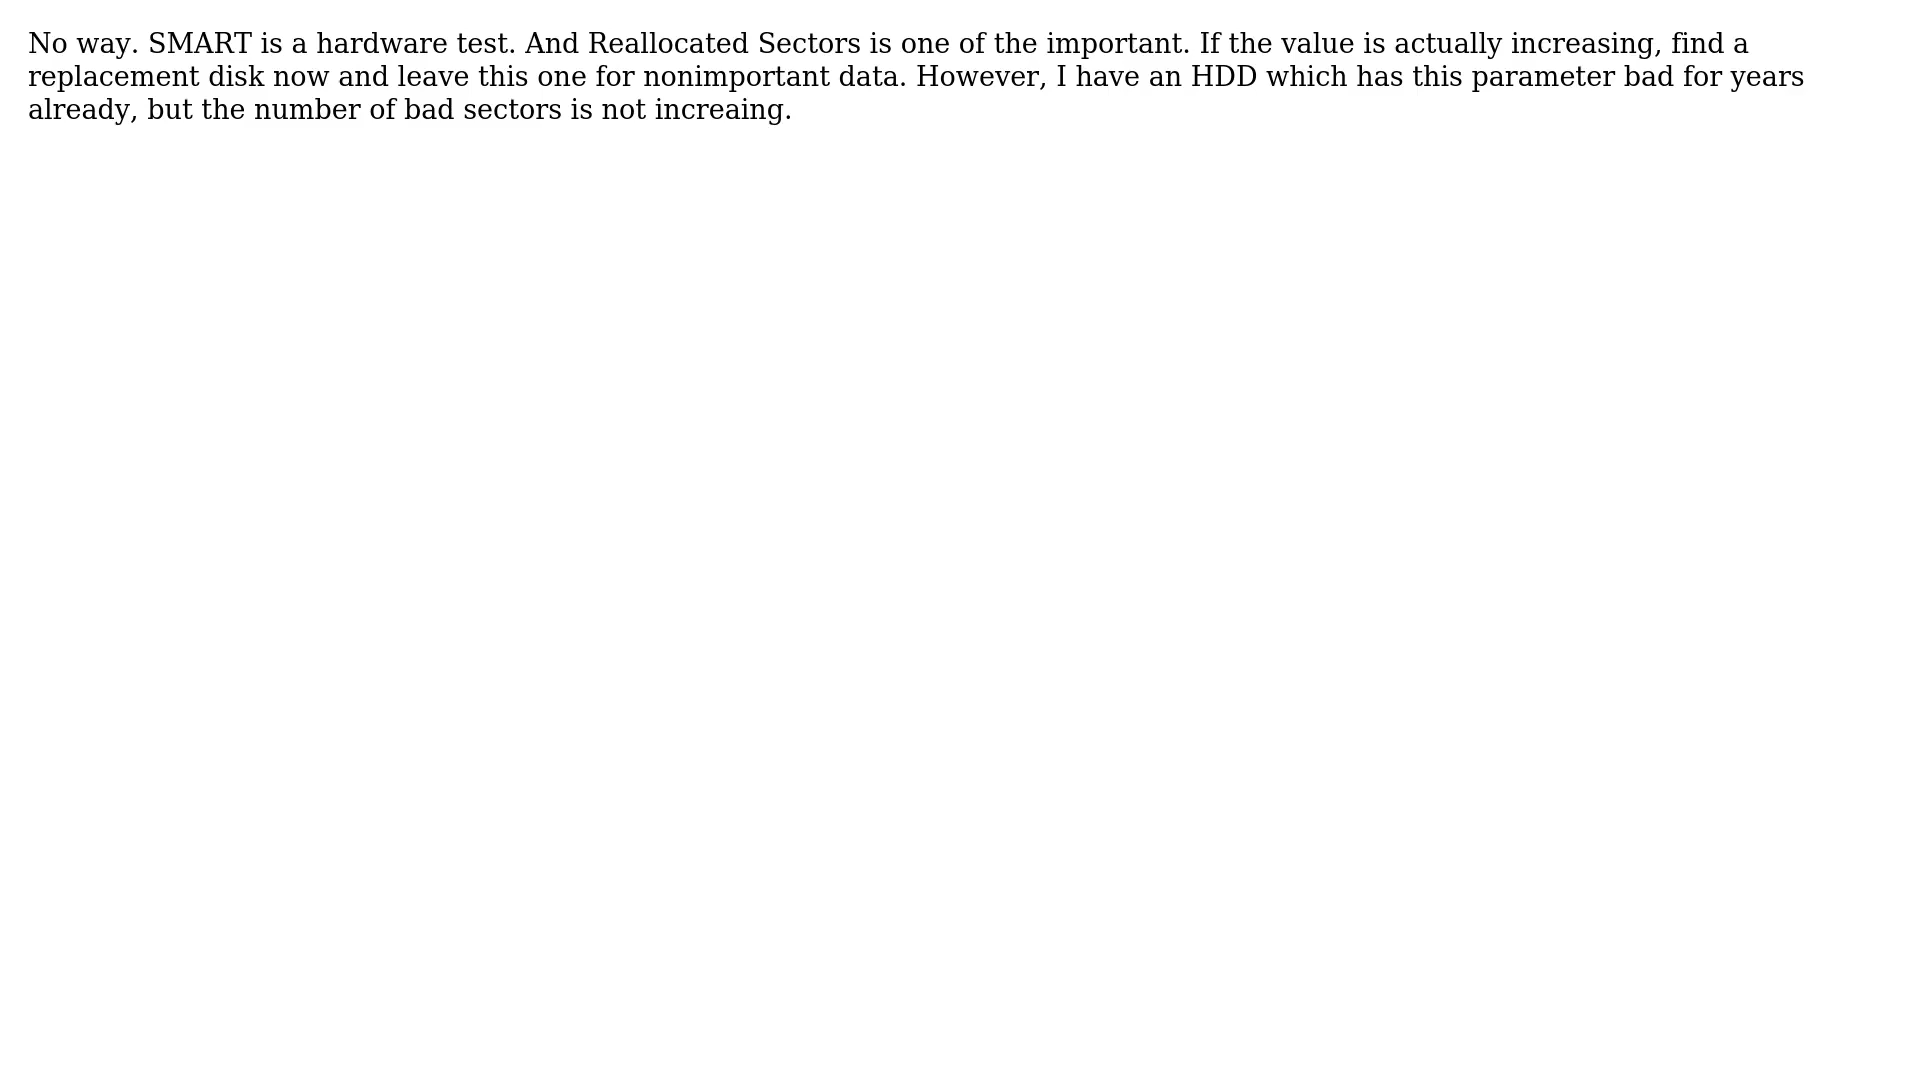 No way. SMART is a hardware test. And Reallocated Sectors is one of the important. If the value is actually increasing, find a
replacement disk now and leave this one for nonimportant data. However, I have an HDD which has this parameter bad for years
already, but the number of bad sectors is not increaing.